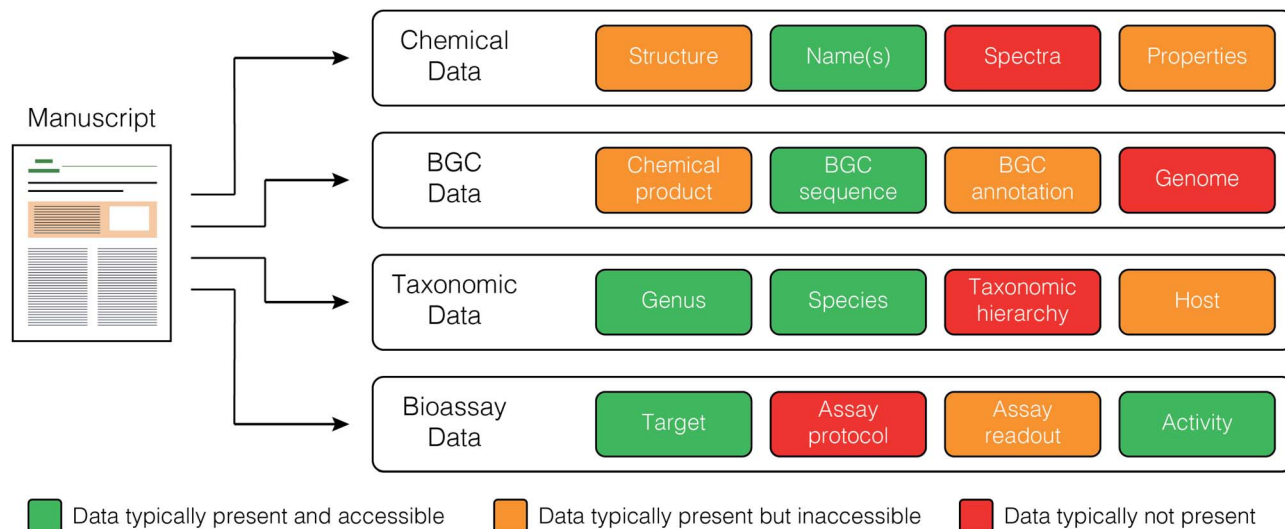 Manuscript
Chemical
Data
Structure
Name(s)
Spectra
Properties
BGC
Data
Chemical
product
BGC
sequence
BGC
annotation
Genome
Taxonomic
Data
Genus
Species
Taxonomic
hierarchy
Host
Bioassay
Data
Target
Assay
protocol
Assay
readout
Activity
Data typically present and accessible
Data typically present but inaccessible
Data typically not present